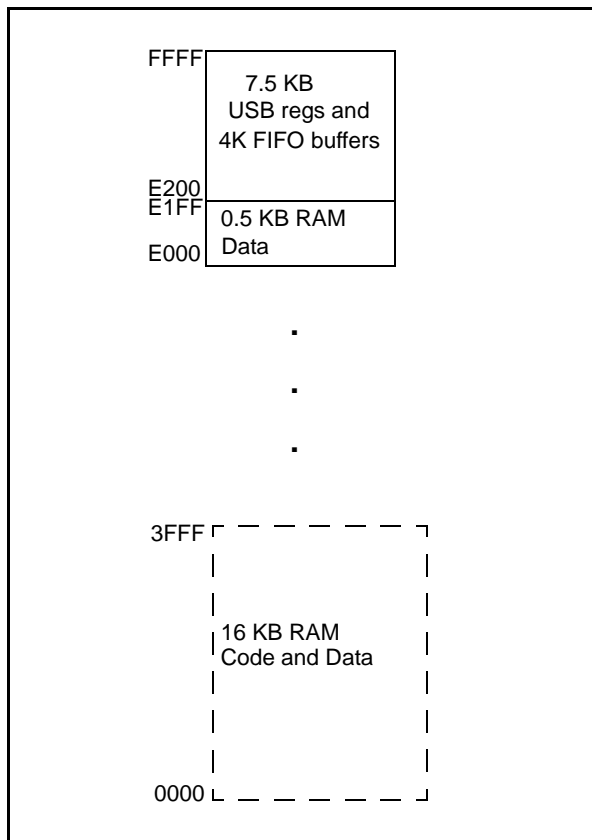 FFFF
7.5 KB
USB regs and
4K FIFO buffers
E200
E1FF
0.5 KB RAM
Data
E000
.
.
.
3FFF
16 KB RAM
Code and Data
0000